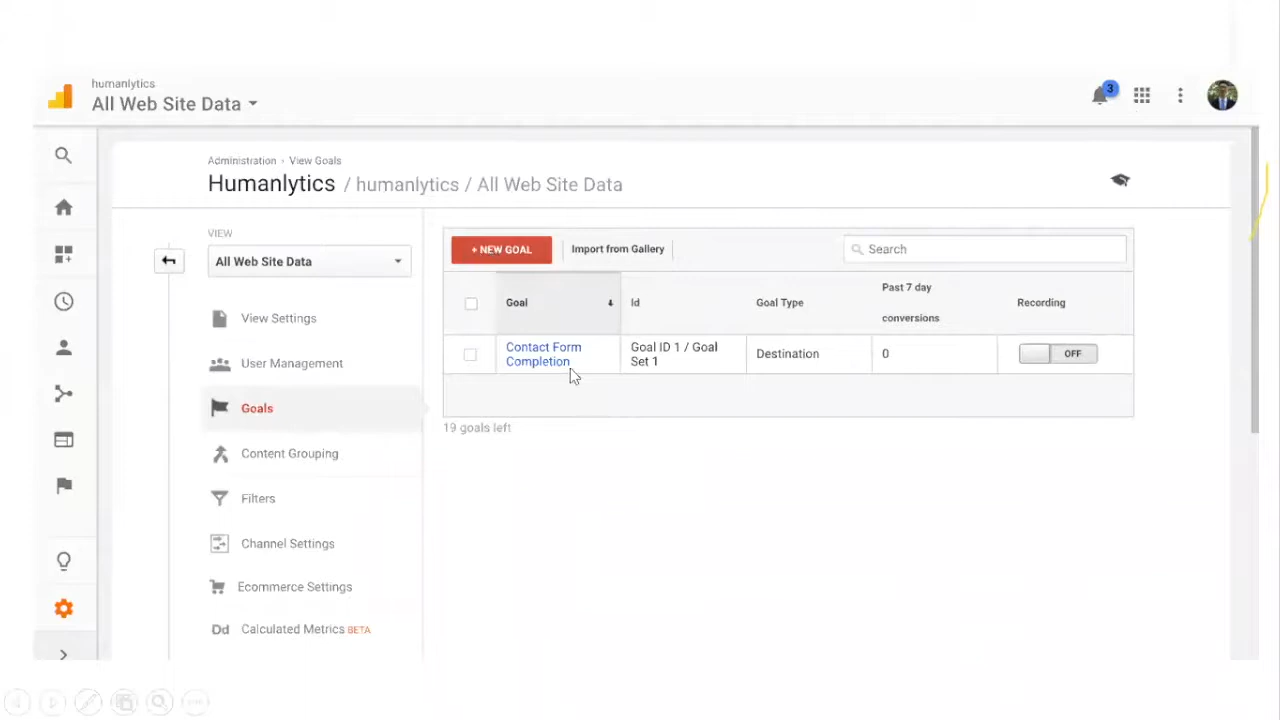 humanlytics
All Web Site Data
3
Administration > View Goals
Humanlytics / humanlytics / All Web Site Data
VIEW
All Web Site Data
View Settings
User Management
Goals
Content Grouping
Filters
Channel Settings
Ecommerce Settings
Dd Calculated Metrics BETA
+ NEW GOAL
Import from Gallery
Search
Goal
Id
Goal Type
Past 7 day
conversions
Recording
Contact Form
Completion
Goal ID 1 / Goal
Set 1
Destination
0
OFF
19 goals left